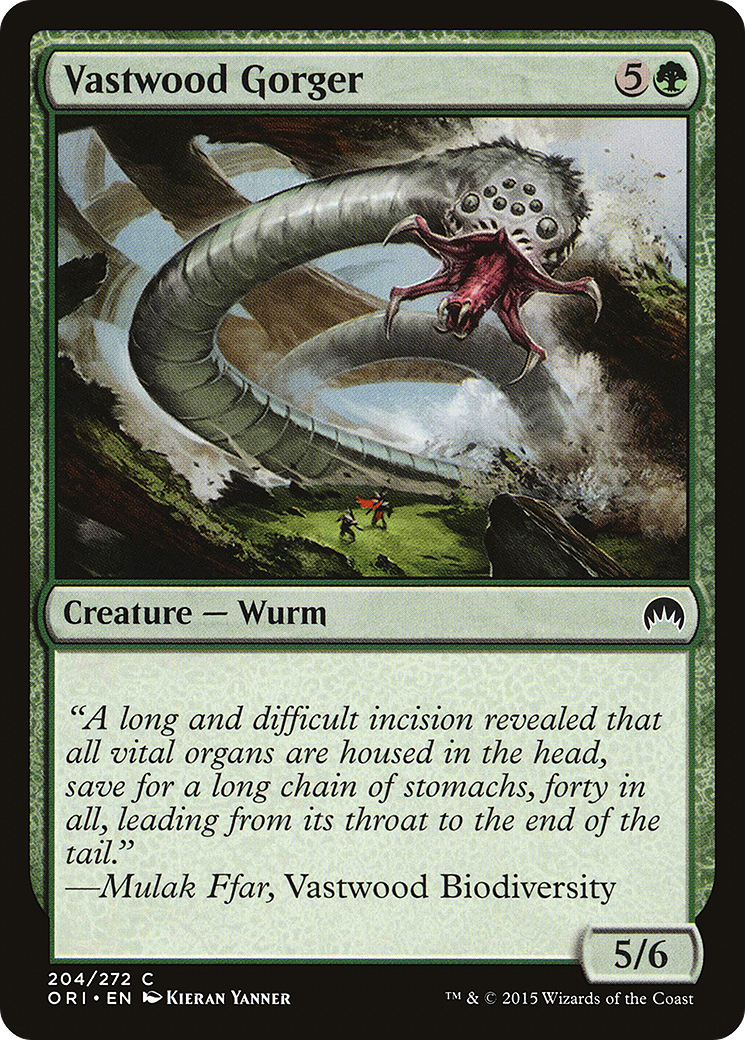 Vastwood Gorger 5
Creature — Wurm
“A long and difficult incision revealed that
all vital organs are housed in the head,
save for a long chain of stomachs, forty in
all, leading from its throat to the end of the
tail.”
—Mulak Ffar, Vastwood Biodiversity
5/6
204/272 C
ORI • EN Kieran Yanner
™ & © 2015 Wizards of the Coast